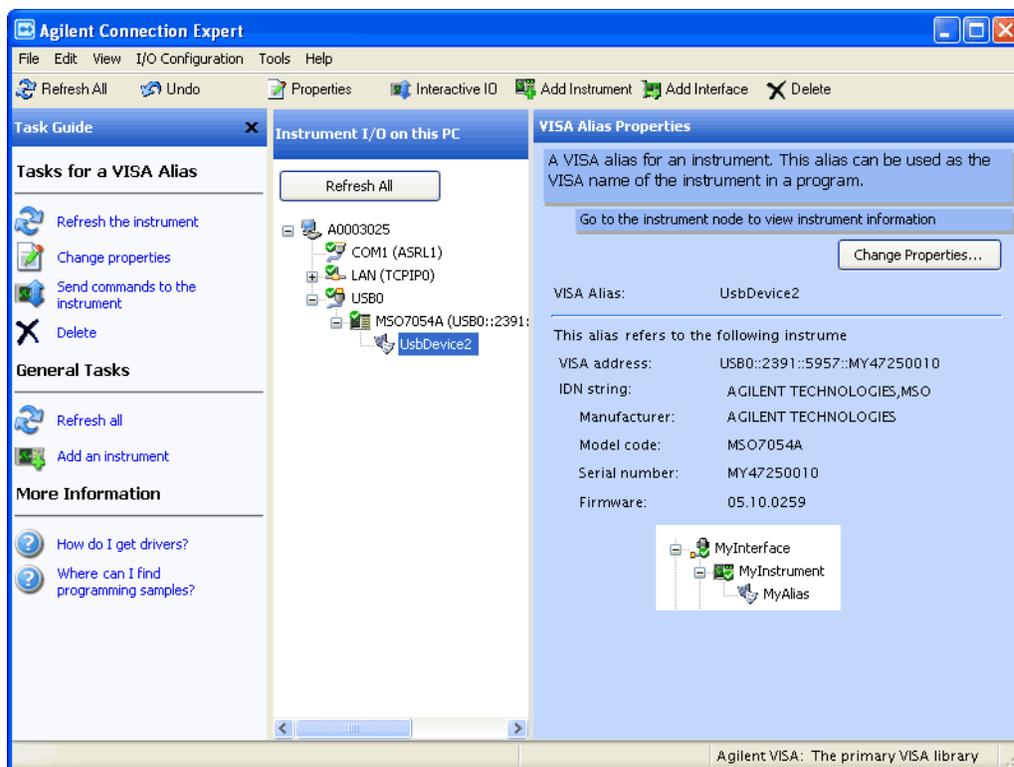 Agilent Connection Expert
File Edit View I/O Configuration Tools Help
Refresh All Undo Properties Interactive IO Add Instrument Add Interface Delete
Task Guide
Tasks for a VISA Alias
Refresh the instrument
Change properties
Send commands to the
instrument
Delete
General Tasks
Refresh all
Add an instrument
More Information
How do I get drivers?
Where can I find
programming samples?
Instrument I/O on this PC
Refresh All
A0003025
COM1 (ASRL1)
LAN (TCPIP0)
USB0
MSO7054A (USB0::2391:
UsbDevice2
VISA Alias Properties
A VISA alias for an instrument. This alias can be used as the
VISA name of the instrument in a program.
Go to the instrument node to view instrument information
Change Properties...
VISA Alias: UsbDevice2
This alias refers to the following instrume
VISA address: USB0::2391::5957::MY47250010
IDN string: AGILENT TECHNOLOGIES,MSO
Manufacturer: AGILENT TECHNOLOGIES
Model code: MSO7054A
Serial number: MY47250010
Firmware: 05.10.0259
MyInterface
MyInstrument
MyAlias
Agilent VISA: The primary VISA library